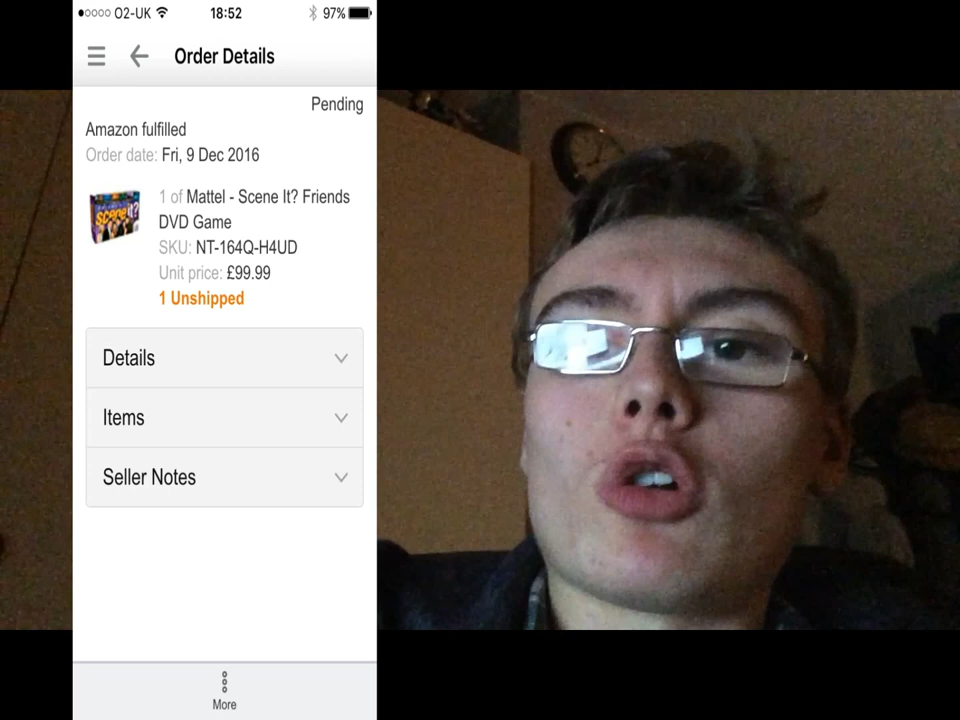 O2-UK 18:52 97%
Order Details
Pending
Amazon fulfilled
Order date: Fri, 9 Dec 2016
1 of Mattel - Scene It? Friends
DVD Game
scene it?
SKU: NT-164Q-H4UD
Unit price: £99.99
1 Unshipped
Details
Items
Seller Notes
More